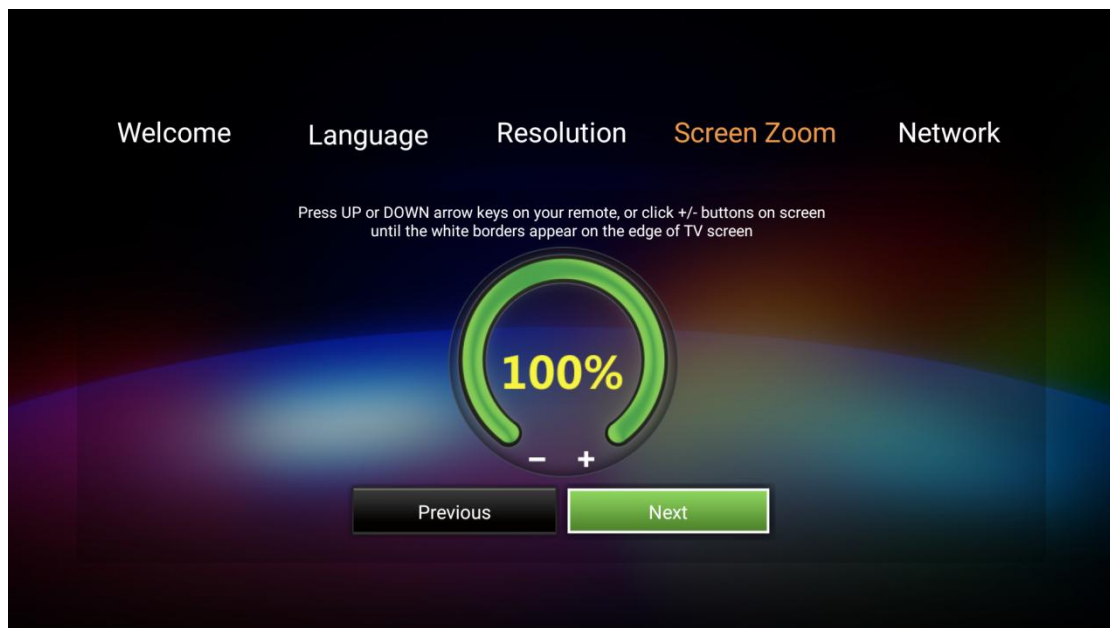 Welcome Language Resolution Screen Zoom Network
Press UP or DOWN arrow keys on your remote, or click +/- buttons on screen
until the white borders appear on the edge of TV screen
100%
- +
Previous Next